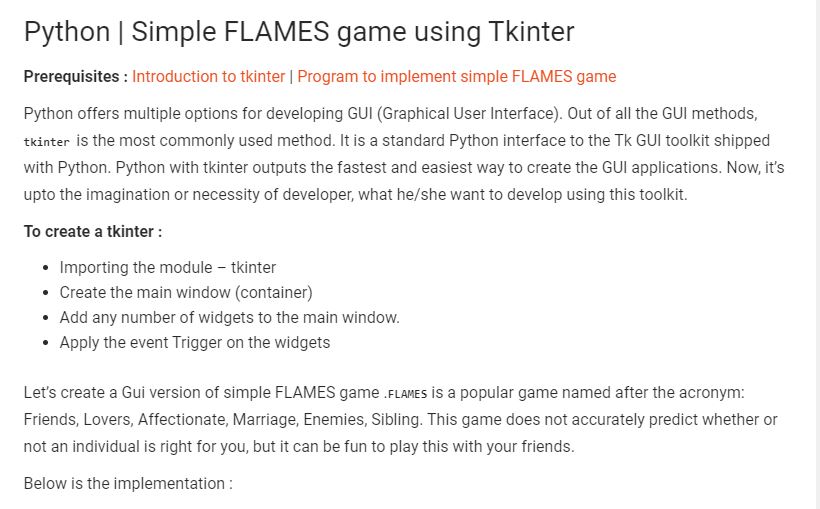 Python | Simple FLAMES game using Tkinter
Prerequisites : Introduction to tkinter | Program to implement simple FLAMES game
Python offers multiple options for developing GUI (Graphical User Interface). Out of all the GUI methods,
tkinter is the most commonly used method. It is a standard Python interface to the Tk GUI toolkit shipped
with Python. Python with tkinter outputs the fastest and easiest way to create the GUI applications. Now, it’s
upto the imagination or necessity of developer, what he/she want to develop using this toolkit.
To create a tkinter :
• Importing the module – tkinter
• Create the main window (container)
• Add any number of widgets to the main window.
• Apply the event Trigger on the widgets
Let’s create a Gui version of simple FLAMES game .FLAMES is a popular game named after the acronym:
Friends, Lovers, Affectionate, Marriage, Enemies, Sibling. This game does not accurately predict whether or
not an individual is right for you, but it can be fun to play this with your friends.
Below is the implementation :